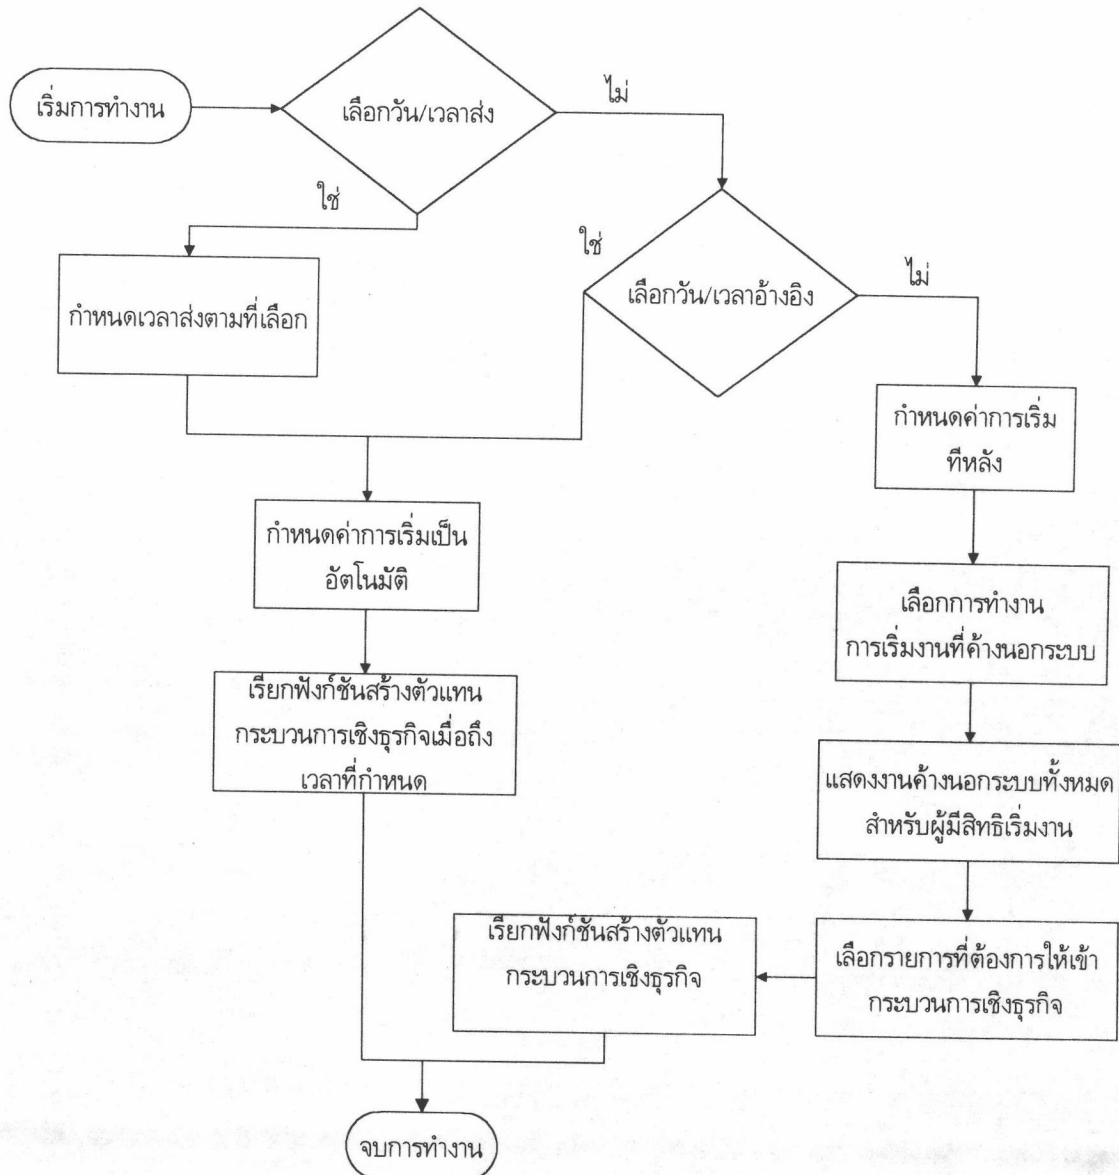 เริ่มการทำงาน
เลือกวัน/เวลาส่ง
ไม่
ใช่
กำหนดเวลาส่งตามที่เลือก
ใช่
เลือกวัน/เวลาอ้างอิง
ไม่
กำหนดค่าการเริ่ม
ทีหลัง
กำหนดค่าการเริ่มเป็น
อัตโนมัติ
เลือกการทำงาน
การเริ่มงานที่ค้างนอกระบบ
เรียกฟังก์ชันสร้างตัวแทน
กระบวนการเชิงธุรกิจเมื่อถึง
เวลาที่กำหนด
แสดงงานค้างนอกระบบทั้งหมด
สำหรับผู้มีสิทธิเริ่มงาน
เรียกฟังก์ชันสร้างตัวแทน
กระบวนการเชิงธุรกิจ
เลือกรายการที่ต้องการให้เข้า
กระบวนการเชิงธุรกิจ
จบการทำงาน